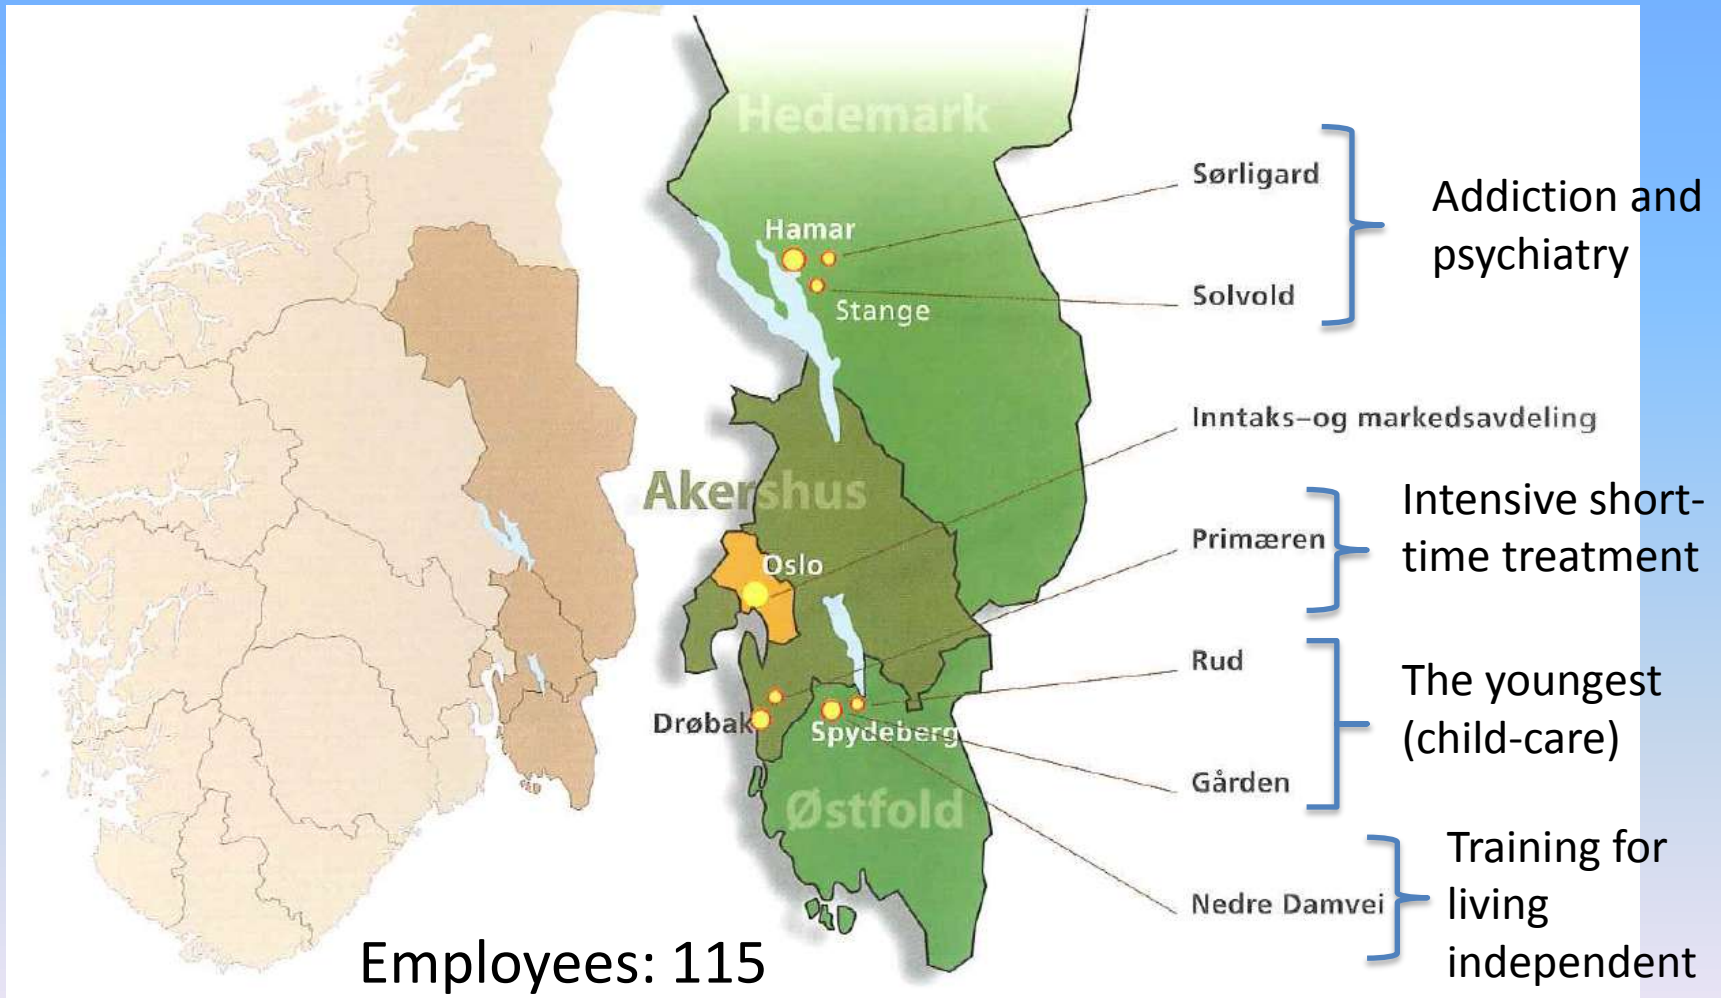 Hedemark
Sørligard
Addiction and
psychiatry
Hamar
Solvold
Stange
Inntaks-og markedsavdeling
Akershus
Intensive short-
time treatment
Primæren
Oslo
Rud
The youngest
(child-care)
Drøbak
Spydeberg
Gården
Østfold
Training for
living
independent
Nedre Damvei
Employees: 115